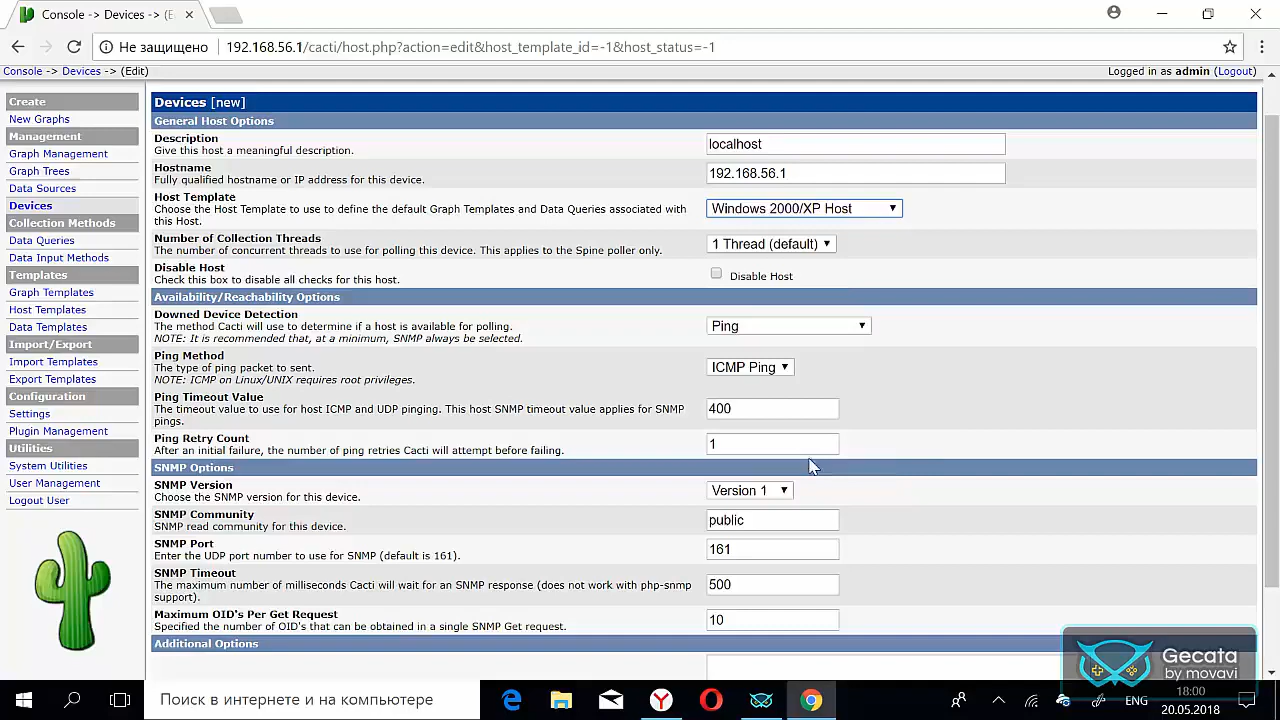 Console -> Devices -> (E
Не защищено
192.168.56.1/cacti/host.php?action=edit&host_template_id=-1&host_status=-1
Console -> Devices -> (Edit)
Logged in as admin (Logout)
Create
New Graphs
Management
Graph Management
Graph Trees
Data Sources
Devices
Collection Methods
Data Queries
Data Input Methods
Templates
Graph Templates
Host Templates
Data Templates
Import/Export
Import Templates
Export Templates
Configuration
Settings
Plugin Management
Utilities
System Utilities
User Management
Logout User
Devices [new]
General Host Options
Description
Give this host a meaningful description.
localhost
Hostname
Fully qualified hostname or IP address for this device.
192.168.56.1
Host Template
Choose the Host Template to use to define the default Graph Templates and Data Queries associated with
this Host.
Windows 2000/XP Host
Number of Collection Threads
The number of concurrent threads to use for polling this device. This applies to the Spine poller only.
1 Thread (default)
Disable Host
Check this box to disable all checks for this host.
Disable Host
Availability/Reachability Options
Downed Device Detection
The method Cacti will use to determine if a host is available for polling.
NOTE: It is recommended that, at a minimum, SNMP always be selected.
Ping
Ping Method
The type of ping packet to sent.
NOTE: ICMP on Linux/UNIX requires root privileges.
ICMP Ping
Ping Timeout Value
The timeout value to use for host ICMP and UDP pinging. This host SNMP timeout value applies for SNMP
pings.
400
Ping Retry Count
After an initial failure, the number of ping retries Cacti will attempt before failing.
1
SNMP Options
SNMP Version
Choose the SNMP version for this device.
Version 1
SNMP Community
SNMP read community for this device.
public
SNMP Port
Enter the UDP port number to use for SNMP (default is 161).
161
SNMP Timeout
The maximum number of milliseconds Cacti will wait for an SNMP response (does not work with php-snmp
support).
500
Maximum OID's Per Get Request
Specified the number of OID's that can be obtained in a single SNMP Get request.
10
Additional Options
Gecata
by movavi
Поиск в интернете и на компьютере
ENG
18:00
20.05.2018